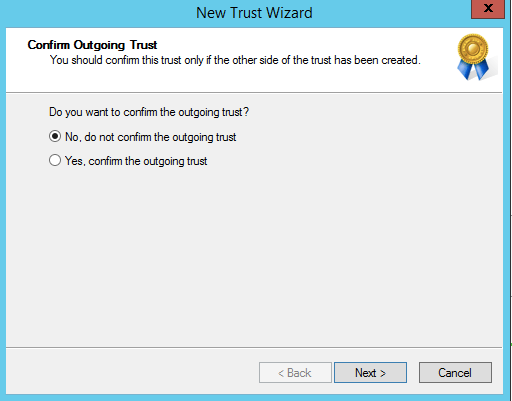 New Trust Wizard
x
Confirm Outgoing Trust
You should confirm this trust only if the other side of the trust has been created.
Do you want to confirm the outgoing trust?
No, do not confirm the outgoing trust
Yes, confirm the outgoing trust
< Back Next > Cancel